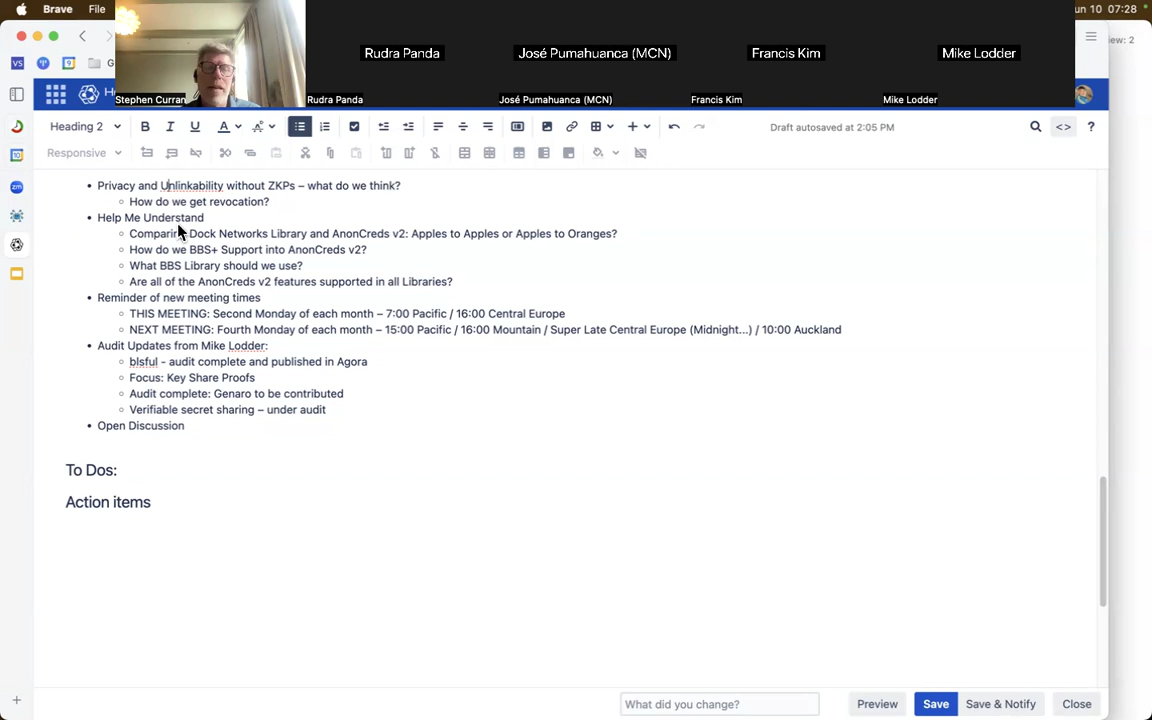 Brave File
un 10 07:28
Rudra Panda
José Pumahuanca (MCN)
Francis Kim
Mike Lodder
Stephen Curran
Rudra Panda
José Pumahuanca (MCN)
Francis Kim
Mike Lodder
iew: 2
Heading 2
B I U A
Draft autosaved at 2:05 PM
<> ?
Responsive
• Privacy and Unlinkability without ZKPs – what do we think?
◦ How do we get revocation?
• Help Me Understand
◦ Comparing Dock Networks Library and AnonCreds v2: Apples to Apples or Apples to Oranges?
◦ How do we BBS+ Support into AnonCreds v2?
◦ What BBS Library should we use?
◦ Are all of the AnonCreds v2 features supported in all Libraries?
• Reminder of new meeting times
◦ THIS MEETING: Second Monday of each month – 7:00 Pacific / 16:00 Central Europe
◦ NEXT MEETING: Fourth Monday of each month – 15:00 Pacific / 16:00 Mountain / Super Late Central Europe (Midnight...) / 10:00 Auckland
• Audit Updates from Mike Lodder:
◦ blsful - audit complete and published in Agora
◦ Focus: Key Share Proofs
◦ Audit complete: Genaro to be contributed
◦ Verifiable secret sharing – under audit
• Open Discussion
To Dos:
Action items
What did you change?
Preview
Save
Save & Notify
Close